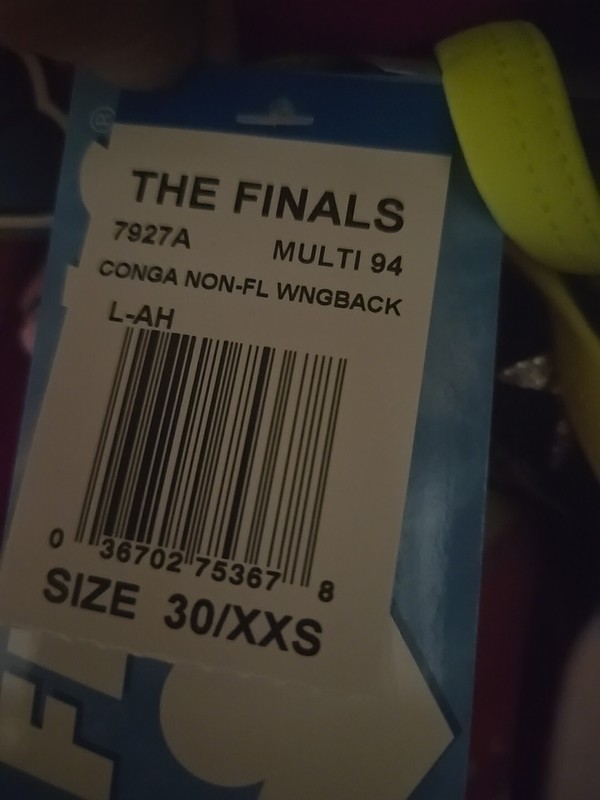 ®
THE FINALS
7927A MULTI 94
CONGA NON-FL WNGBACK
L-AH
0 36702 75367 8
SIZE 30/XXS